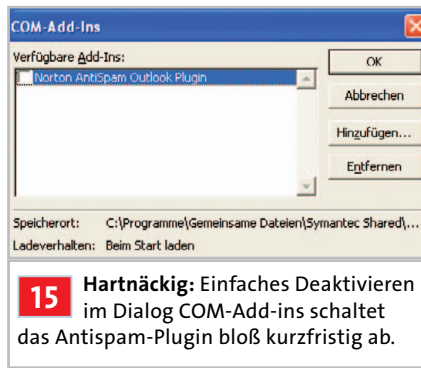 COM-Add-Ins
Verfügbare Add-Ins:
Norton AntiSpam Outlook Plugin
OK
Abbrechen
Hinzufügen...
Entfernen
Speicherort: C:\Programme\Gemeinsame Dateien\Symantec Shared\...
Ladeverhalten: Beim Start laden
15 Hartnäckig: Einfaches Deaktivieren
im Dialog COM-Add-ins schaltet
das Antispam-Plugin bloß kurzfristig ab.